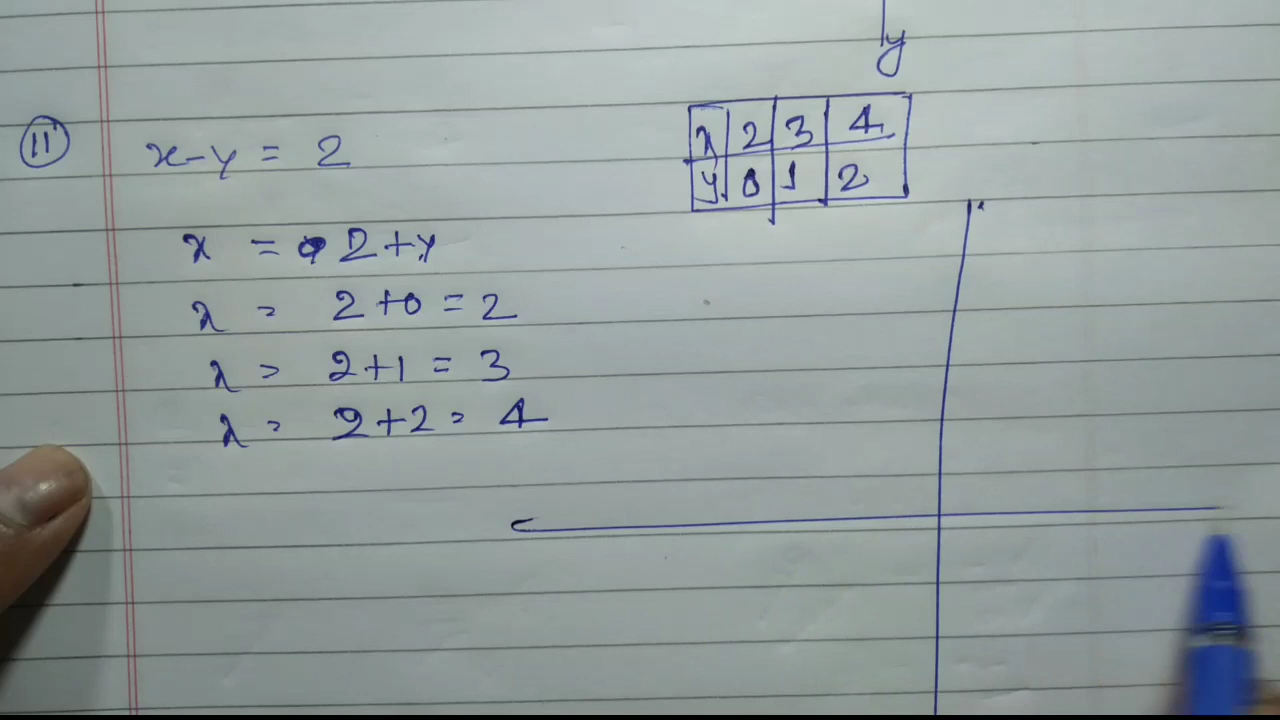 y
11 x-y = 2
x 2 3 4
y 0 1 2
x = 2+y
x = 2+0 = 2
x = 2+1 = 3
x = 2+2 = 4